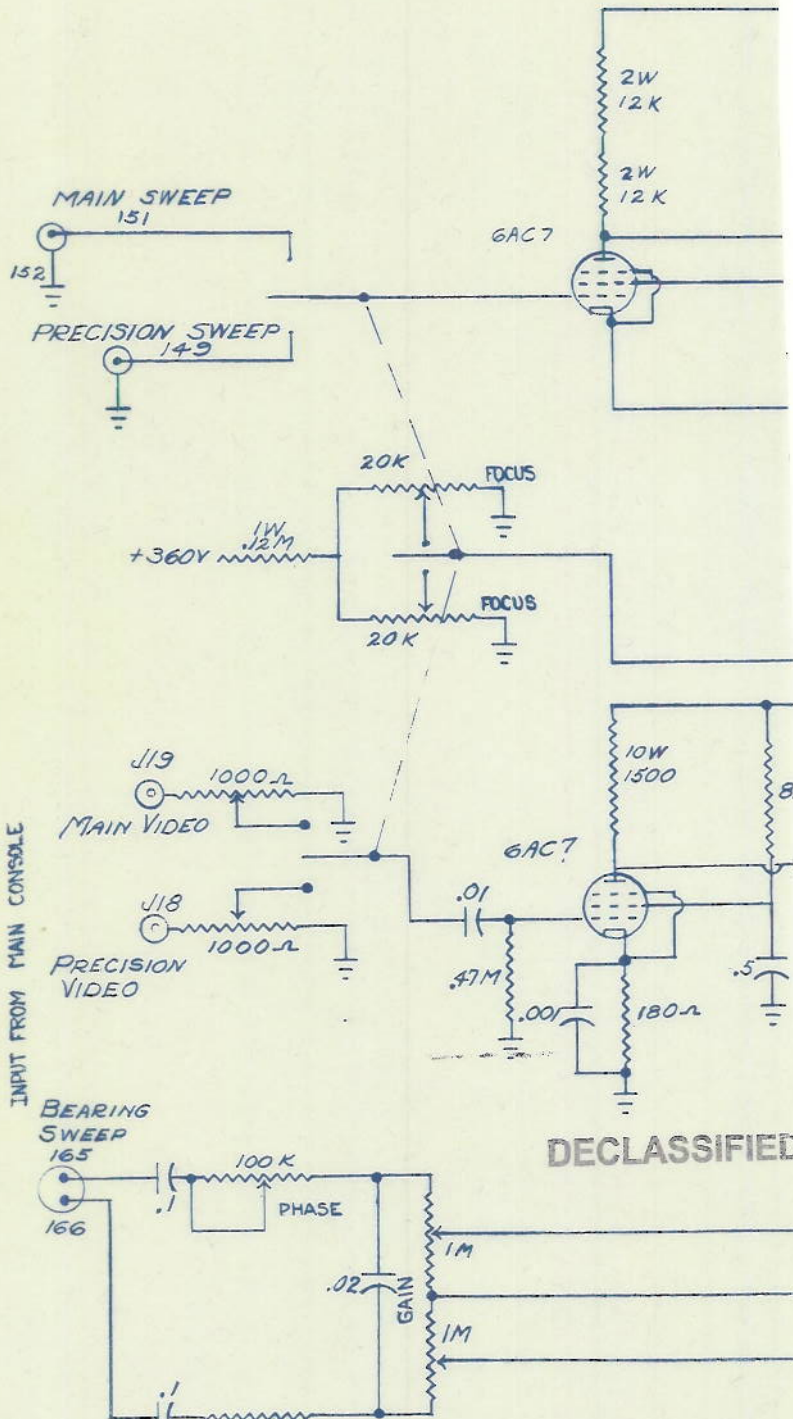 2W
12K
2W
12K
MAIN SWEEP
151
6AC7
152
PRECISION SWEEP
149
20K
FOCUS
1W
.12M
+360V
FOCUS
20K
J19
1000Ω
MAIN VIDEO
10W
1500
8
6AC7
J18
1000Ω
.01
PRECISION
VIDEO
.47M
.5
.001
180Ω
INPUT FROM MAIN CONSOLE
BEARING
SWEEP
165
DECLASSIFIED
100K
.1
PHASE
166
1M
.02
GAIN
1M
.1